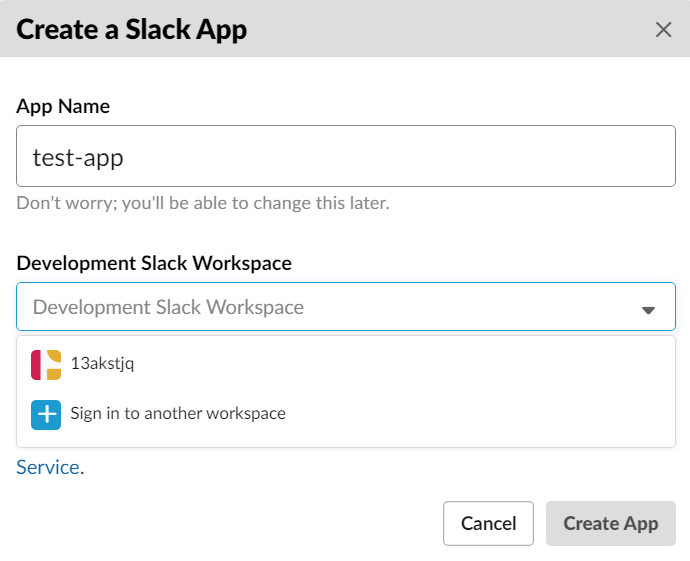 Create a Slack App
App Name
test-app
Don't worry; you'll be able to change this later.
Development Slack Workspace
Development Slack Workspace
13akstjq
Sign in to another workspace
Service.
Cancel
Create App